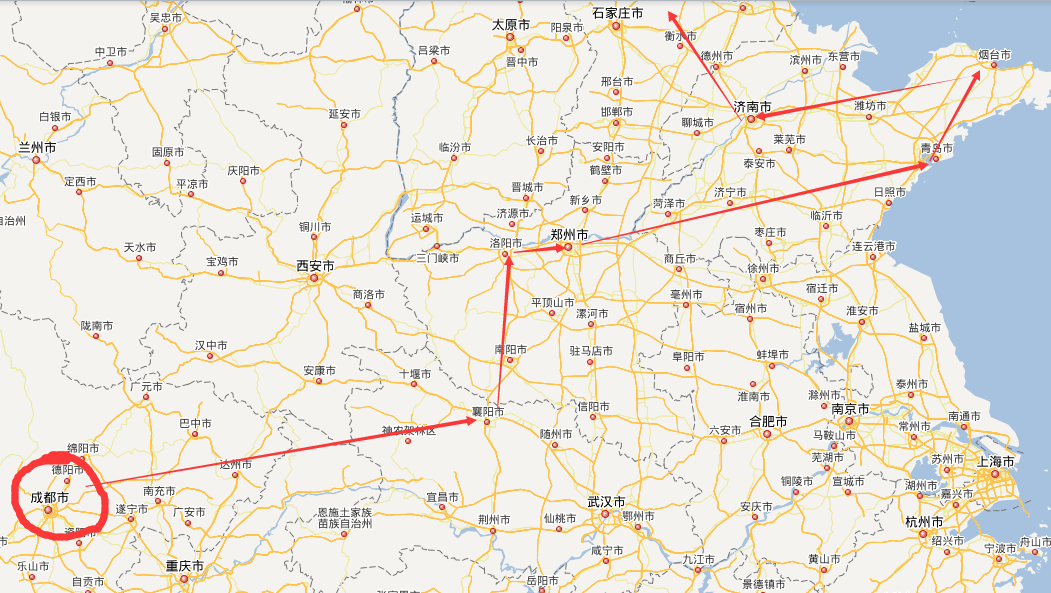 吴忠市
中卫市
太原市
阳泉市
石家庄市
晋中市
吕梁市
衡水市
德州市
滨州市
东营市
烟台市
邢台市
白银市
延安市
邯郸市
济南市
潍坊市
兰州市
聊城市
莱芜市
青岛市
固原市
庆阳市
临汾市
长治市
安阳市
泰安市
定西市
平凉市
鹤壁市
晋城市
济宁市
日照市
自治州
运城市
济源市
新乡市
菏泽市
临沂市
铜川市
洛阳市
郑州市
枣庄市
天水市
宝鸡市
西安市
三门峡市
商丘市
徐州市
连云港市
商洛市
平顶山市
漯河市
亳州市
宿州市
宿迁市
淮安市
陇南市
汉中市
南阳市
驻马店市
阜阳市
蚌埠市
盐城市
安康市
十堰市
广元市
淮南市
滁州市
泰州市
襄阳市
信阳市
南京市
南通市
巴中市
神农架林区
随州市
六安市
合肥市
马鞍山市
常州市
绵阳市
德阳市
达州市
芜湖市
苏州市
上海市
成都市
南充市
宜昌市
武汉市
铜陵市
宣城市
湖州市
嘉兴市
遂宁市
广安市
恩施土家族
苗族自治州
荆州市
仙桃市
鄂州市
安庆市
杭州市
绍兴市
宁波市
舟山市
乐山市
重庆市
咸宁市
九江市
黄山市
自贡市
岳阳市
景德镇市